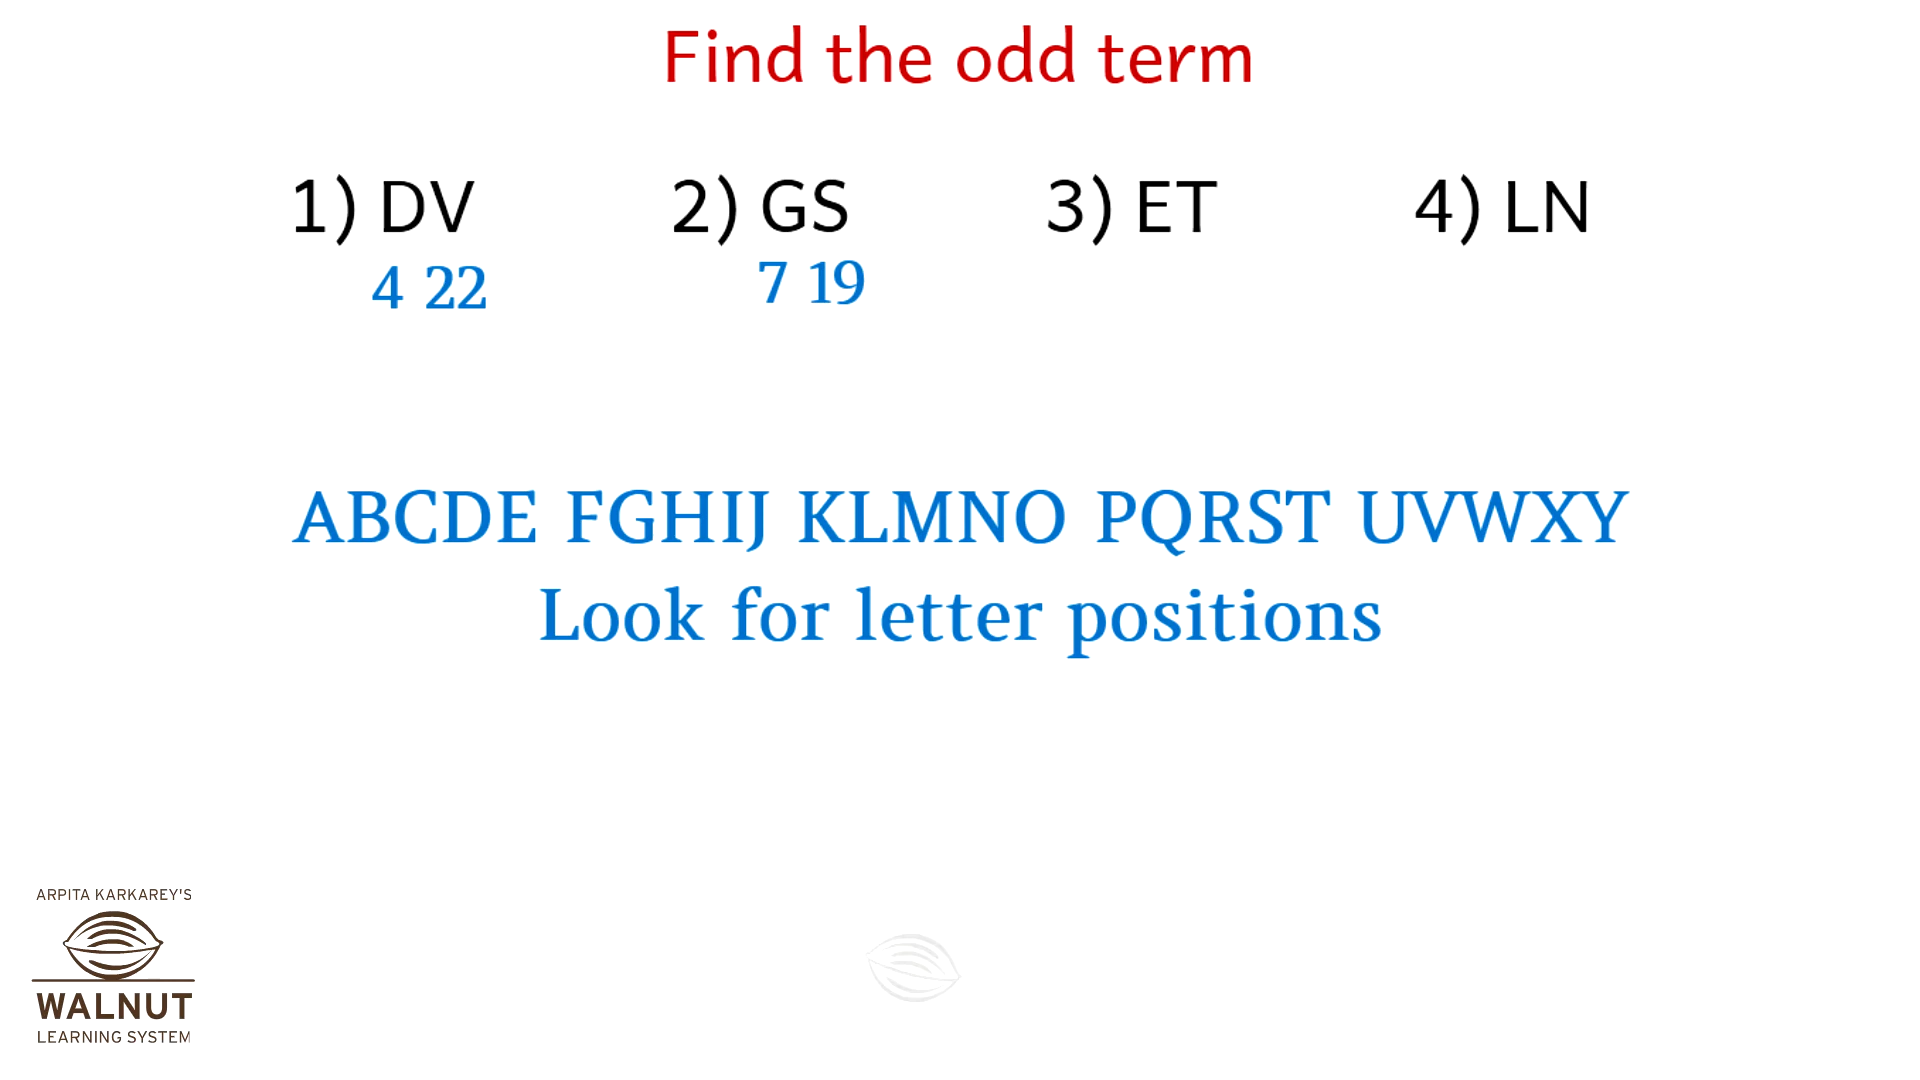 Find the odd term
1) DV 2) GS 3) ET 4) LN
4 22 7 19
ABCDE FGHIJ KLMNO PQRST UVWXY
Look for letter positions
ARPITA KARKAREY'S
WALNUT
LEARNING SYSTEM